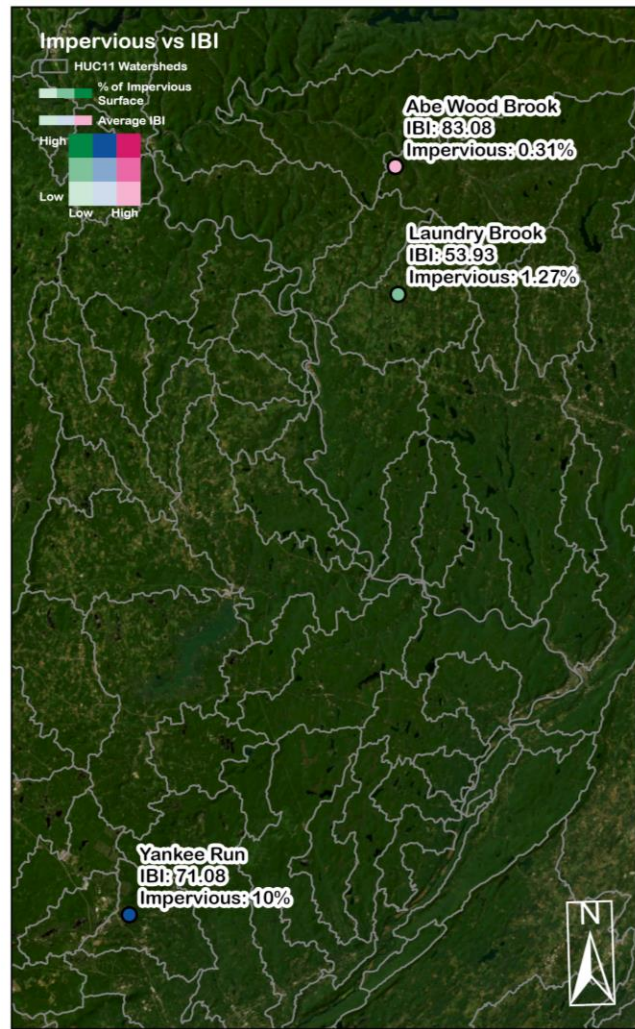 Impervious vs IBI
HUC11 Watersheds
% of Impervious
Surface
Average IBI
High
Low
Low High
Abe Wood Brook
IBI: 83.08
Impervious: 0.31%
Laundry Brook
IBI: 53.93
Impervious: 1.27%
Yankee Run
IBI: 71.08
Impervious: 10%
N